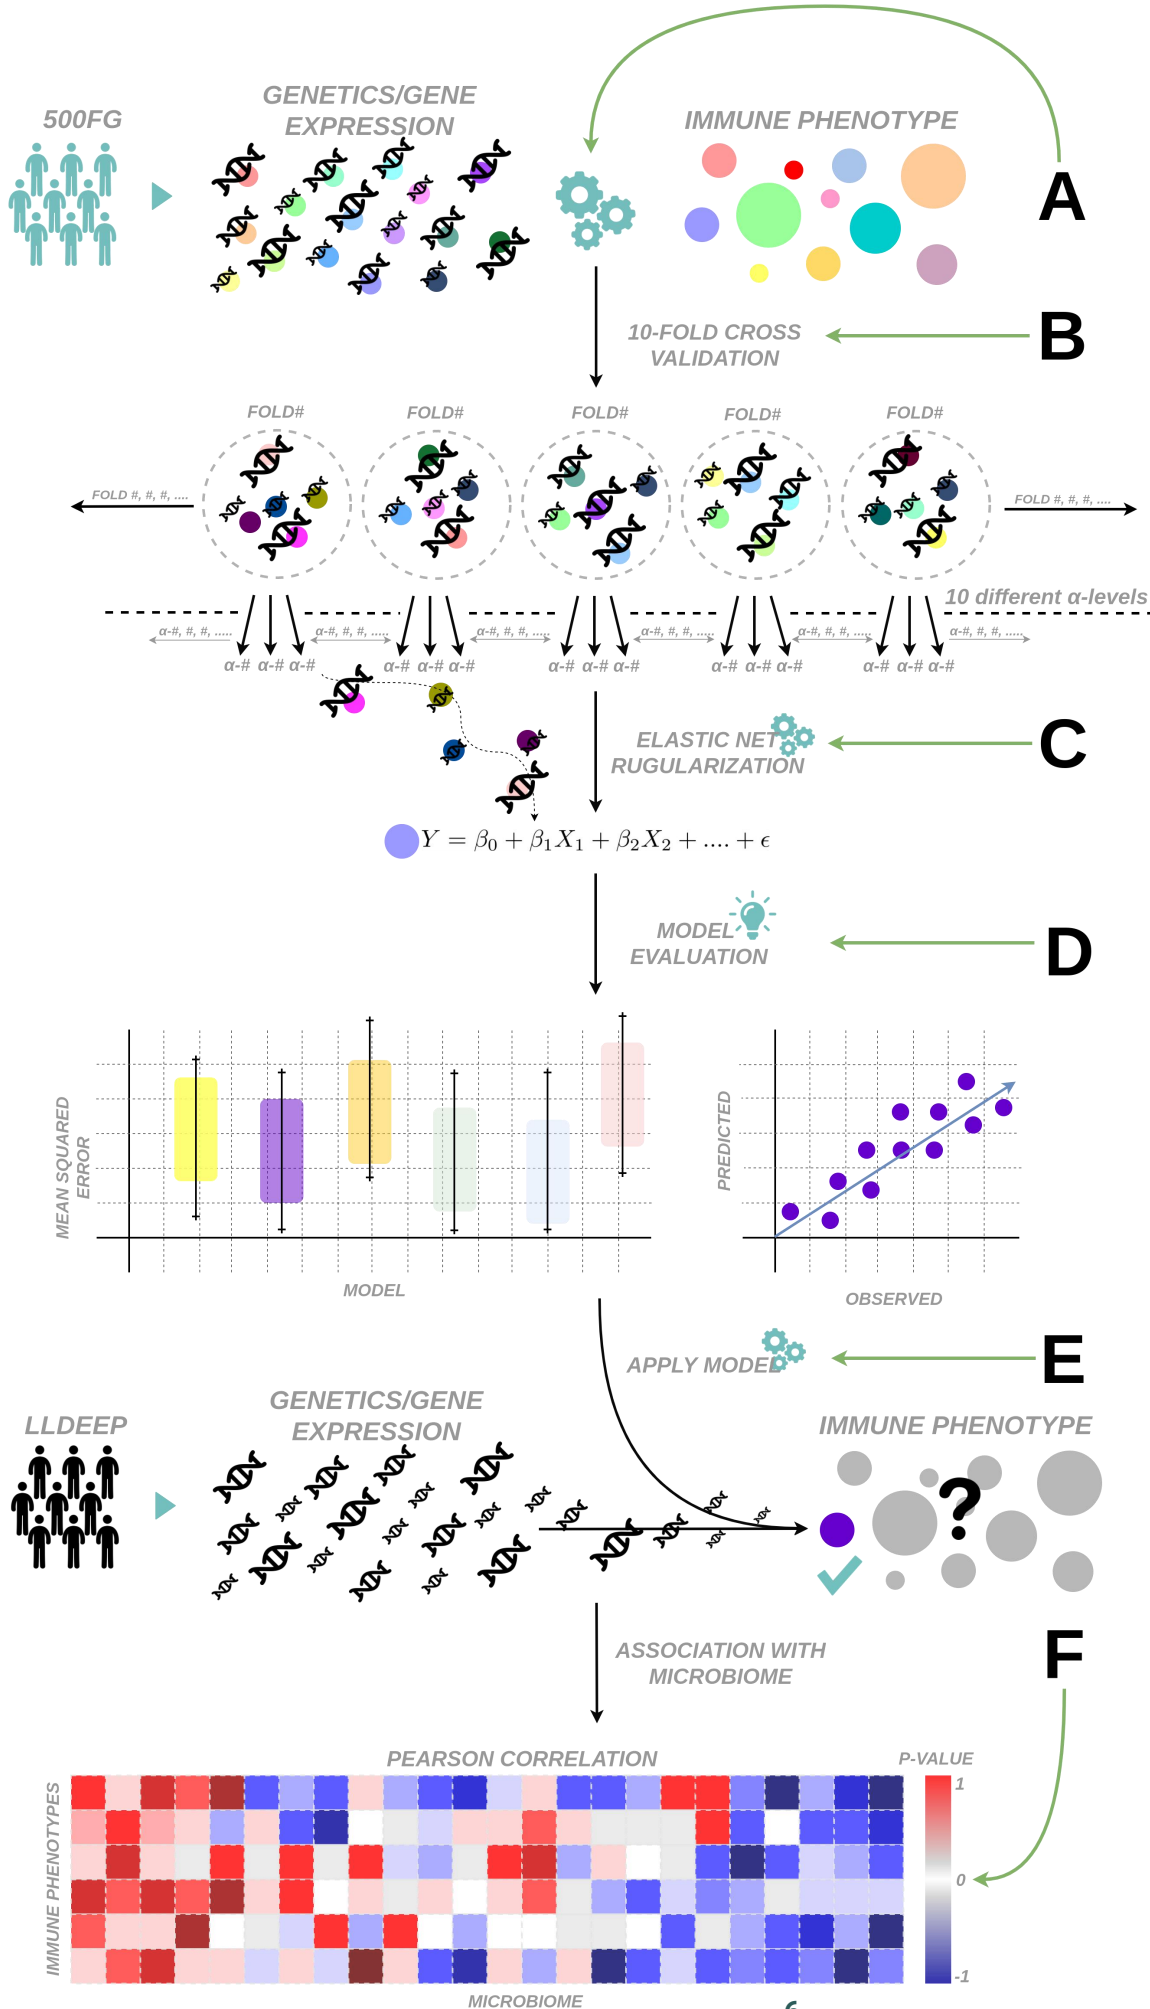 500FG
GENETICS/GENE
EXPRESSION
IMMUNE PHENOTYPE
A
10-FOLD CROSS
VALIDATION
B
FOLD# FOLD# FOLD# FOLD# FOLD#
FOLD #, #, #, ....
FOLD #, #, #, ....
10 different α-levels
α-#, #, #, ..... α-#, #, #, ..... α-#, #, #, ..... α-#, #, #, ..... α-#, #, #, ..... α-#, #, #, .....
α-# α-# α-# α-# α-# α-# α-# α-# α-# α-# α-# α-# α-# α-# α-#
ELASTIC NET
RUGULARIZATION
C
Y = β₀ + β₁X₁ + β₂X₂ + .... + ϵ
MODEL
EVALUATION
D
MEAN SQUARED
ERROR
MODEL
PREDICTED
OBSERVED
APPLY MODEL
E
LLDEEP
GENETICS/GENE
EXPRESSION
IMMUNE PHENOTYPE
?
F
ASSOCIATION WITH
MICROBIOME
PEARSON CORRELATION
P-VALUE
1
0
-1
IMMUNE PHENOTYPES
MICROBIOME